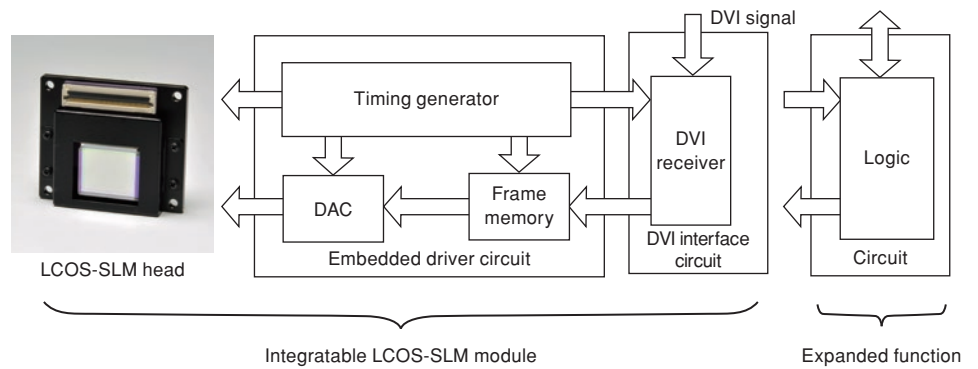 DVI signal
Timing generator
DVI
receiver
Logic
DAC
Frame
memory
LCOS-SLM head
Embedded driver circuit
DVI interface
circuit
Circuit
Integratable LCOS-SLM module
Expanded function